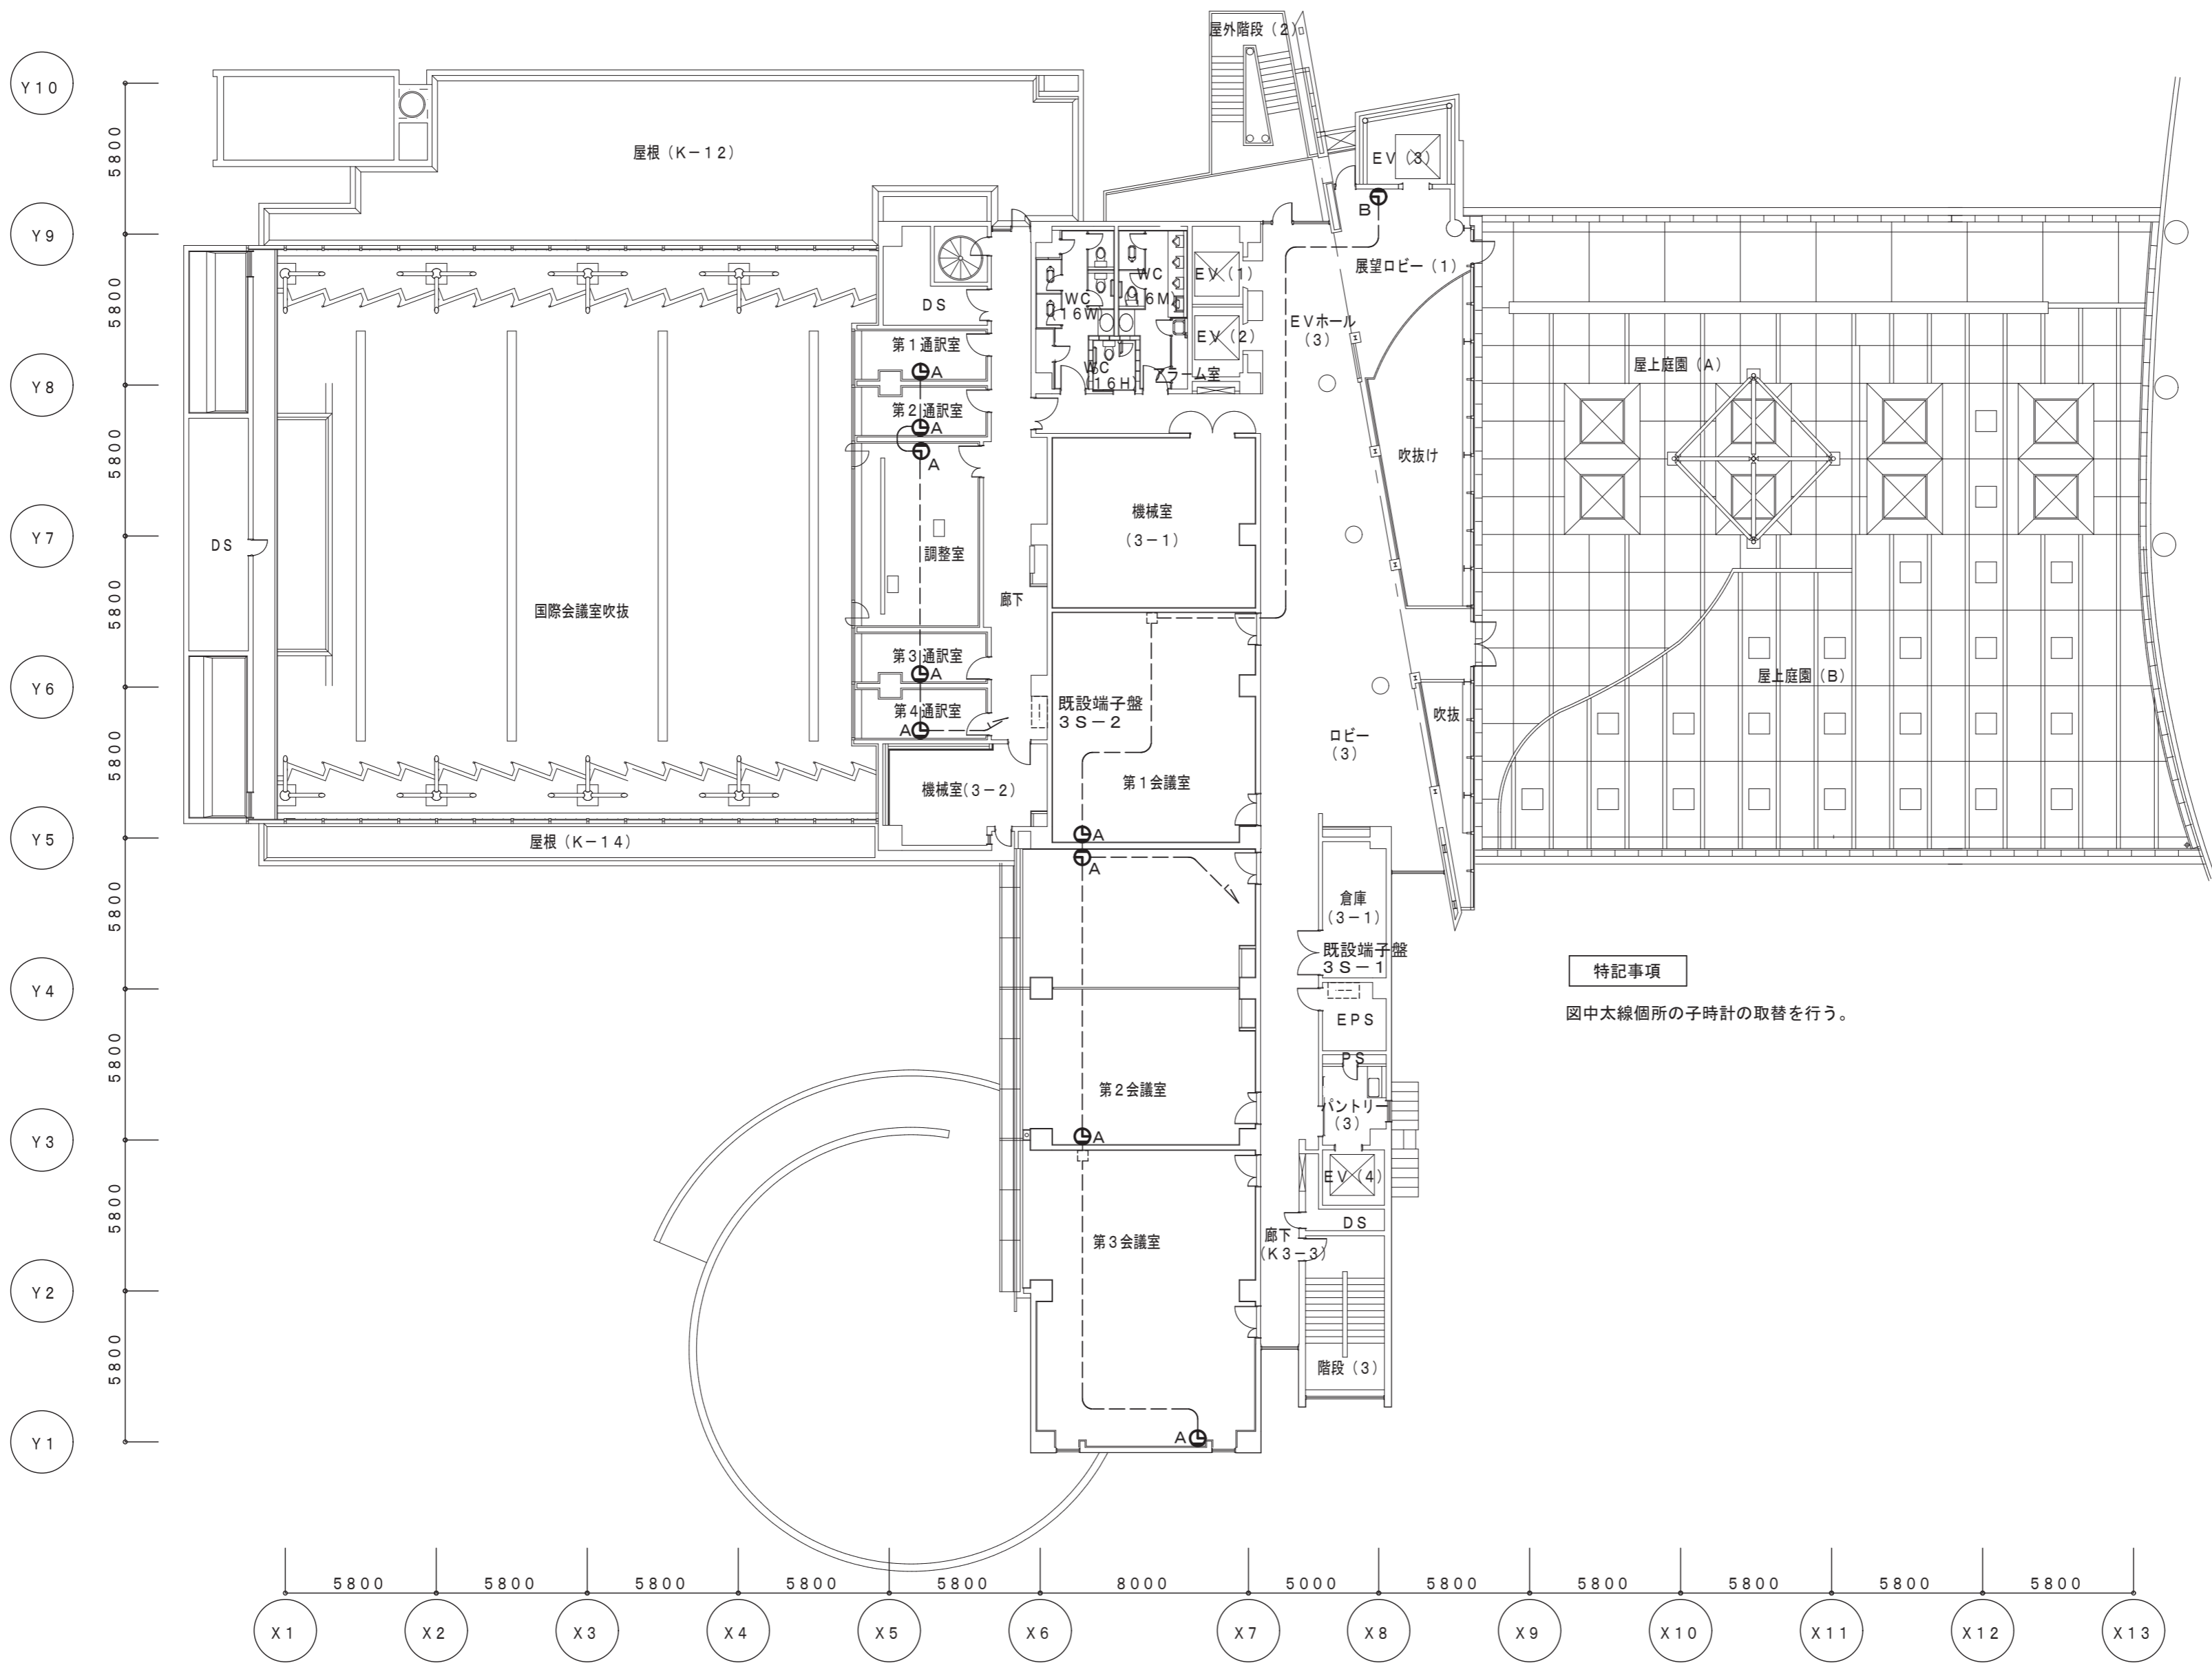 屋外階段（2）
Y10
5800
屋根（K－12）
EV（3）
B
Y9
展望ロビー（1）
WC
（16M）
EV（1）
WC
（16W）
DS
5800
EVホール
（3）
EV（2）
第1通訳室
A
WC
（16H）
アラーム室
屋上庭園（A）
Y8
第2通訳室
A
A
5800
吹抜け
機械室
（3－1）
Y7
DS
調整室
国際会議室吹抜
廊下
5800
第3通訳室
A
屋上庭園（B）
Y6
第4通訳室
A
既設端子盤
3S－2
吹抜
ロビー
（3）
5800
機械室(3－2)
第1会議室
Y5
屋根（K－14）
A
A
5800
倉庫
（3－1）
既設端子盤
3S－1
特記事項
図中太線個所の子時計の取替を行う。
Y4
EPS
5800
PS
第2会議室
パントリー
（3）
Y3
A
EV（4）
5800
DS
第3会議室
廊下
（K3－3）
Y2
5800
階段（3）
Y1
A
5800
5800
5800
5800
5800
8000
5000
5800
5800
5800
5800
5800
X1
X2
X3
X4
X5
X6
X7
X8
X9
X10
X11
X12
X13